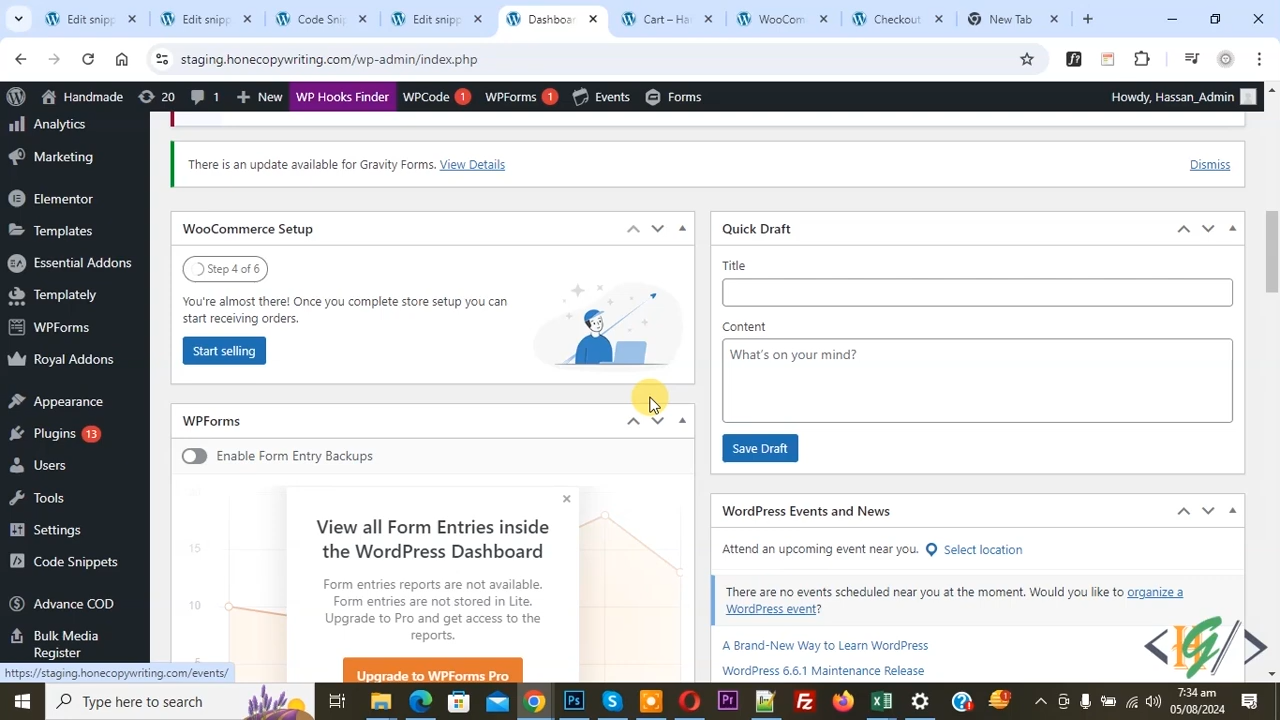 Edit snipp
Edit snipp
Code Snip
Edit snipp
Dashboar
Cart – Ha
WooCom
Checkout
New Tab
staging.honecopywriting.com/wp-admin/index.php
Handmade
20
1
New
WP Hooks Finder
WPCode 1
WPForms 1
Events
Forms
Howdy, Hassan_Admin
Analytics
Marketing
Elementor
Templates
Essential Addons
Templately
WPForms
Royal Addons
Appearance
Plugins 13
Users
Tools
Settings
Code Snippets
Advance COD
Bulk Media
Register
There is an update available for Gravity Forms. View Details
Dismiss
WooCommerce Setup
Step 4 of 6
You're almost there! Once you complete store setup you can
start receiving orders.
Start selling
WPForms
Enable Form Entry Backups
15
10
5
View all Form Entries inside
the WordPress Dashboard
Form entries reports are not available.
Form entries are not stored in Lite.
Upgrade to Pro and get access to the
reports.
Upgrade to WPForms Pro
Quick Draft
Title
Content
What's on your mind?
Save Draft
WordPress Events and News
Attend an upcoming event near you. Select location
There are no events scheduled near you at the moment. Would you like to organize a
WordPress event?
A Brand-New Way to Learn WordPress
WordPress 6.6.1 Maintenance Release
https://staging.honecopywriting.com/events/
Type here to search
7:34 am
05/08/2024